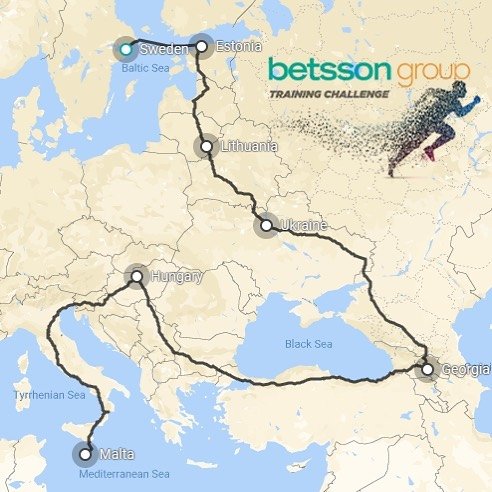 Sweden
Estonia
Baltic Sea
betsson group
TRAINING CHALLENGE
Lithuania
Ukraine
Hungary
Black Sea
Georgia
Tyrrhenian Sea
Malta
Mediterranean Sea